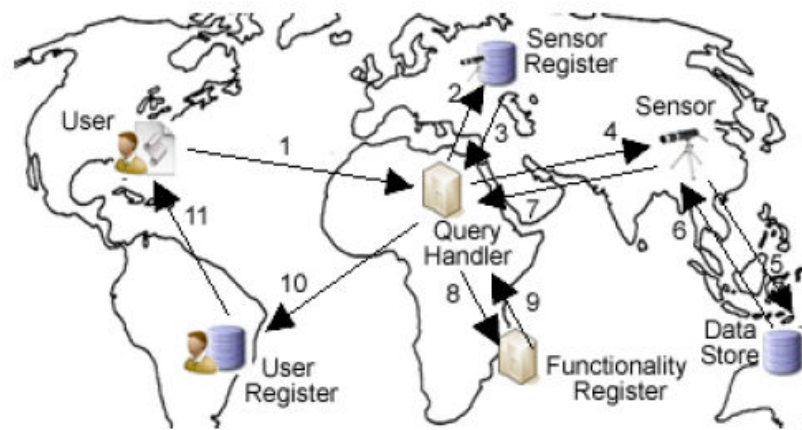 Sensor
Register
User
Sensor
1
2
3
4
5
6
7
Query
Handler
8
9
10
11
User
Register
Functionality
Register
Data
Store